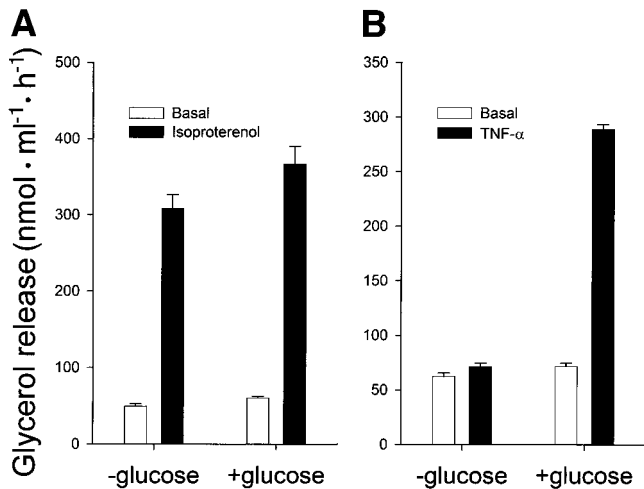 A
B
Glycerol release (nmol · ml⁻¹ · h⁻¹)
500
400
300
200
100
0
Basal
Isoproterenol
-glucose
+glucose
350
300
250
200
150
100
50
0
Basal
TNF-α
-glucose
+glucose